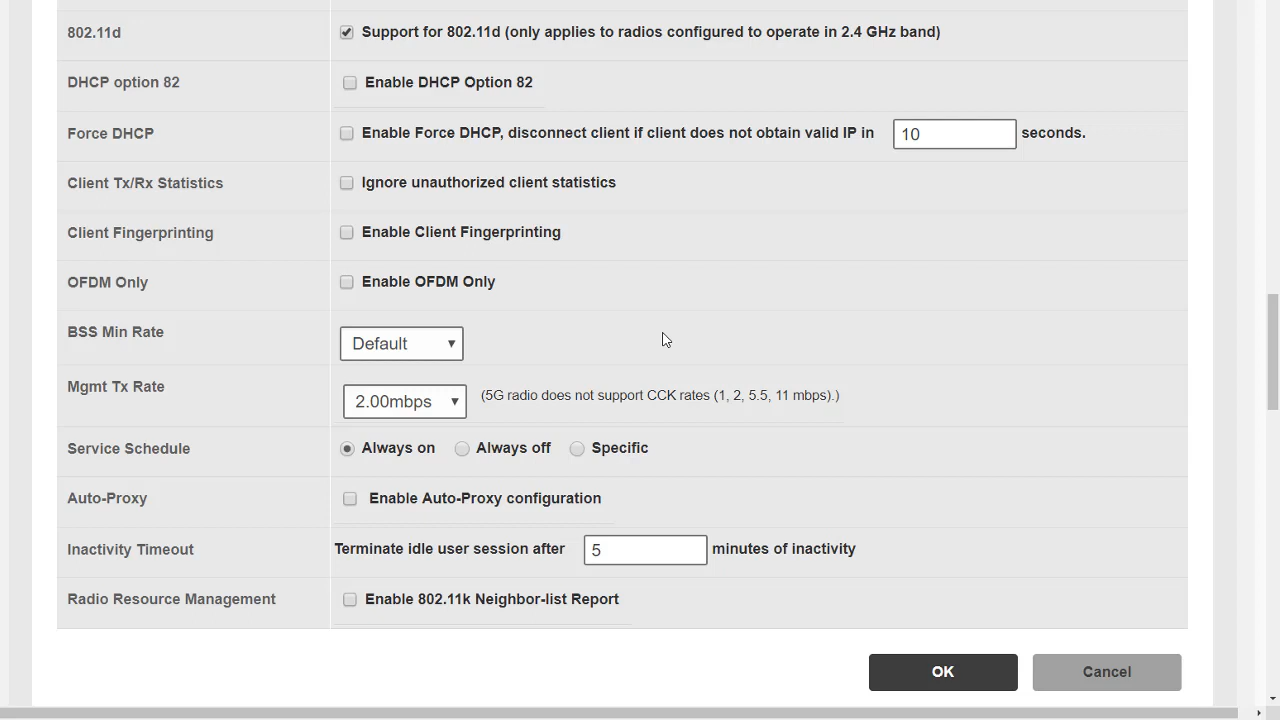 802.11d Support for 802.11d (only applies to radios configured to operate in 2.4 GHz band)
DHCP option 82 Enable DHCP Option 82
Force DHCP Enable Force DHCP, disconnect client if client does not obtain valid IP in 10 seconds.
Client Tx/Rx Statistics Ignore unauthorized client statistics
Client Fingerprinting Enable Client Fingerprinting
OFDM Only Enable OFDM Only
BSS Min Rate Default
Mgmt Tx Rate 2.00mbps (5G radio does not support CCK rates (1, 2, 5.5, 11 mbps).)
Service Schedule Always on Always off Specific
Auto-Proxy Enable Auto-Proxy configuration
Inactivity Timeout Terminate idle user session after 5 minutes of inactivity
Radio Resource Management Enable 802.11k Neighbor-list Report
OK Cancel